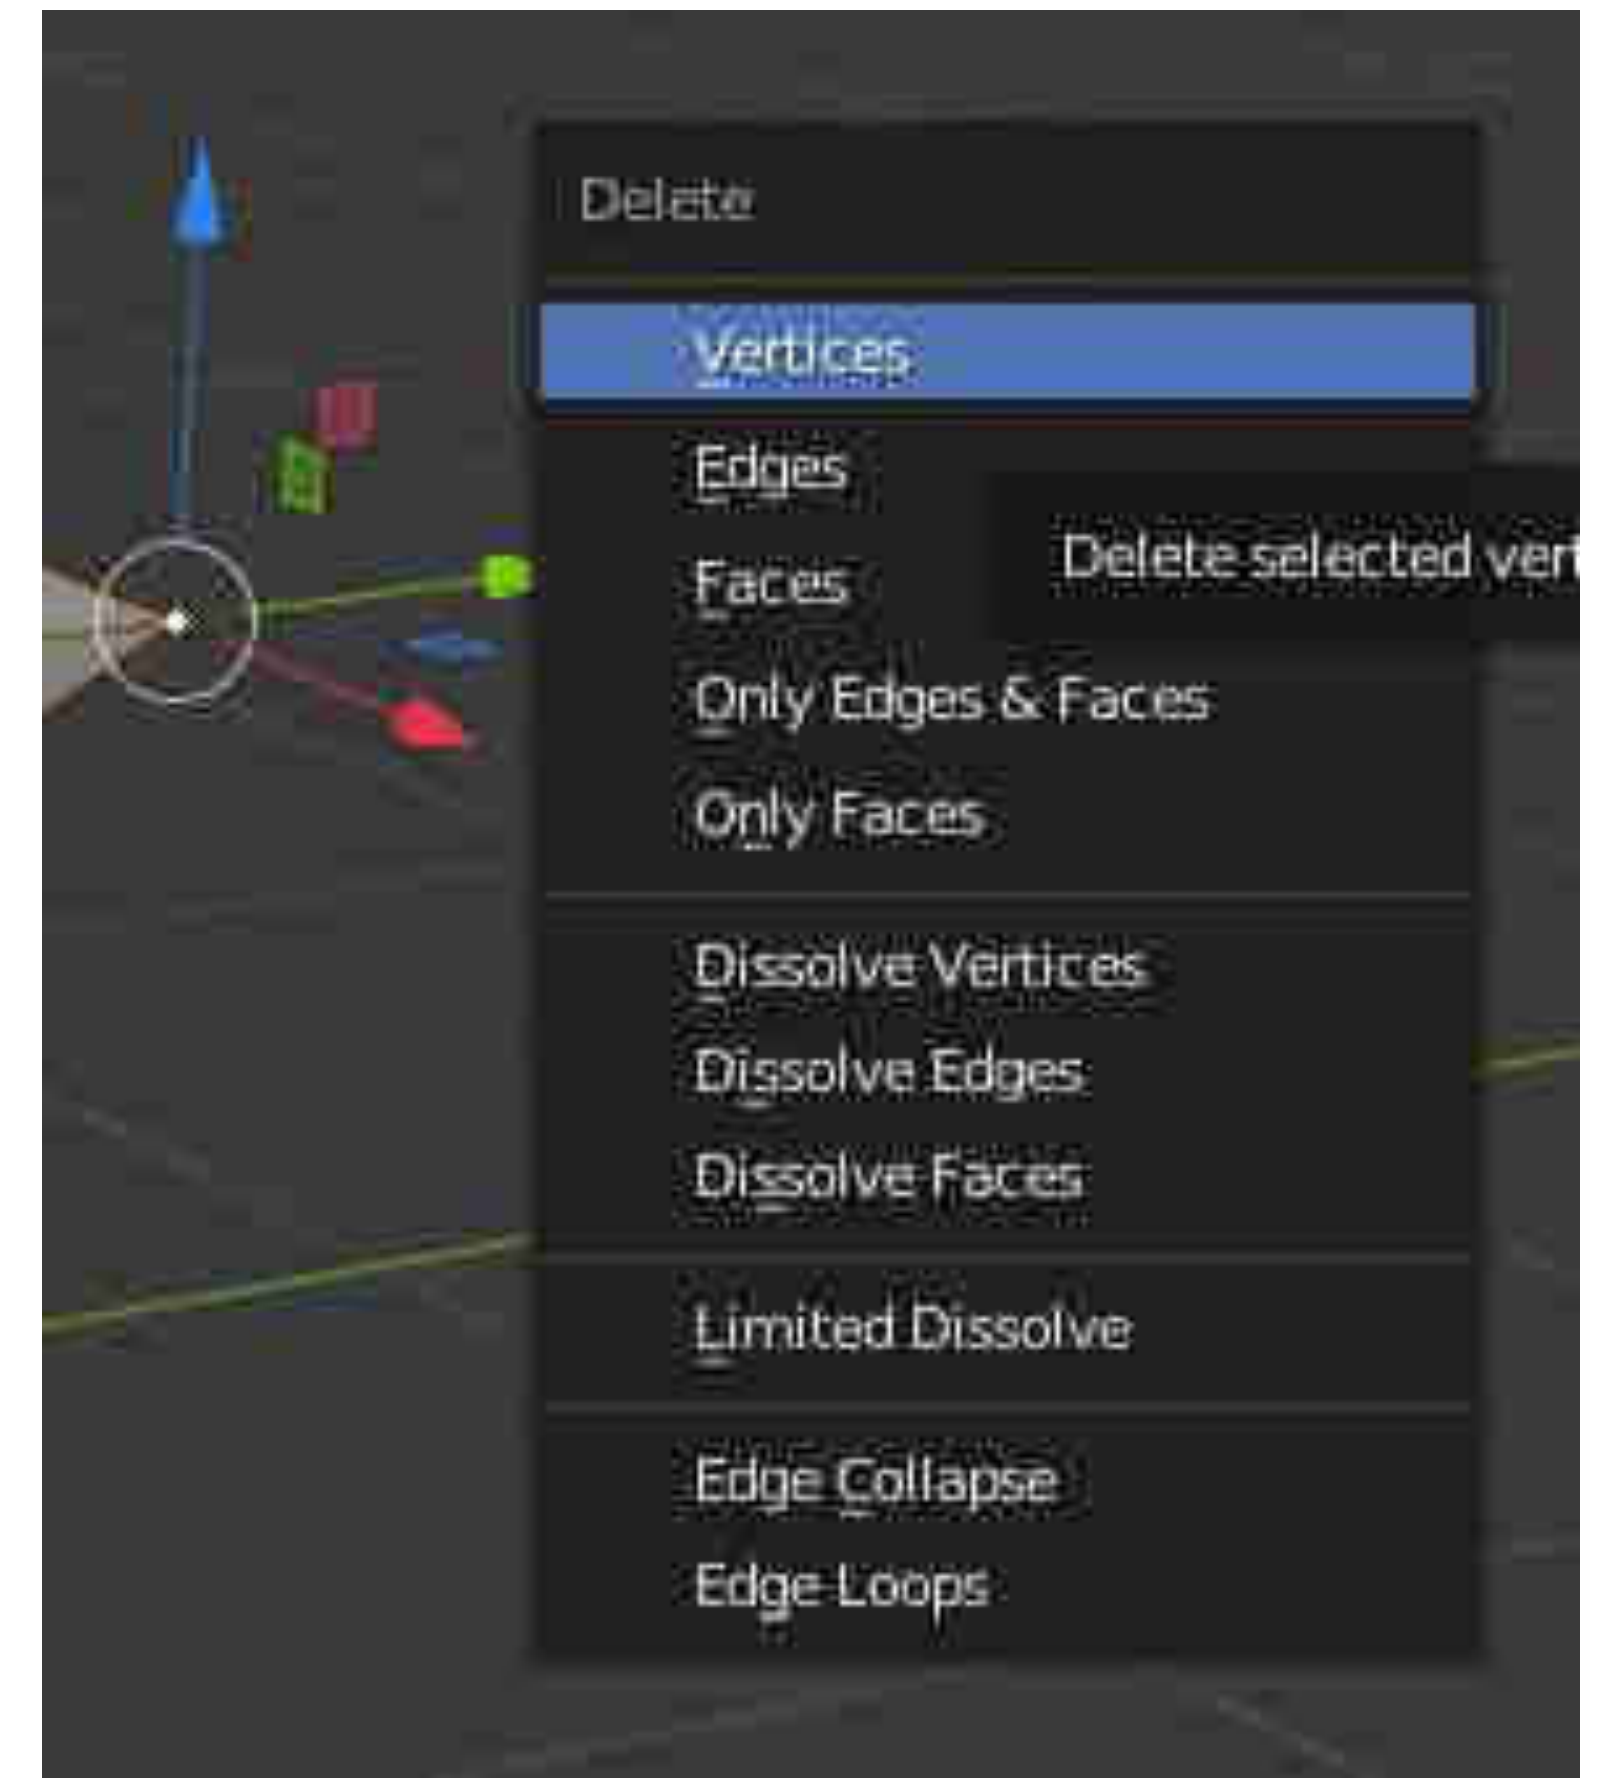 Delete
Vertices
Edges
Delete selected vert
Faces
Only Edges & Faces
Only Faces
Dissolve Vertices
Dissolve Edges
Dissolve Faces
Limited Dissolve
Edge Collapse
Edge Loops